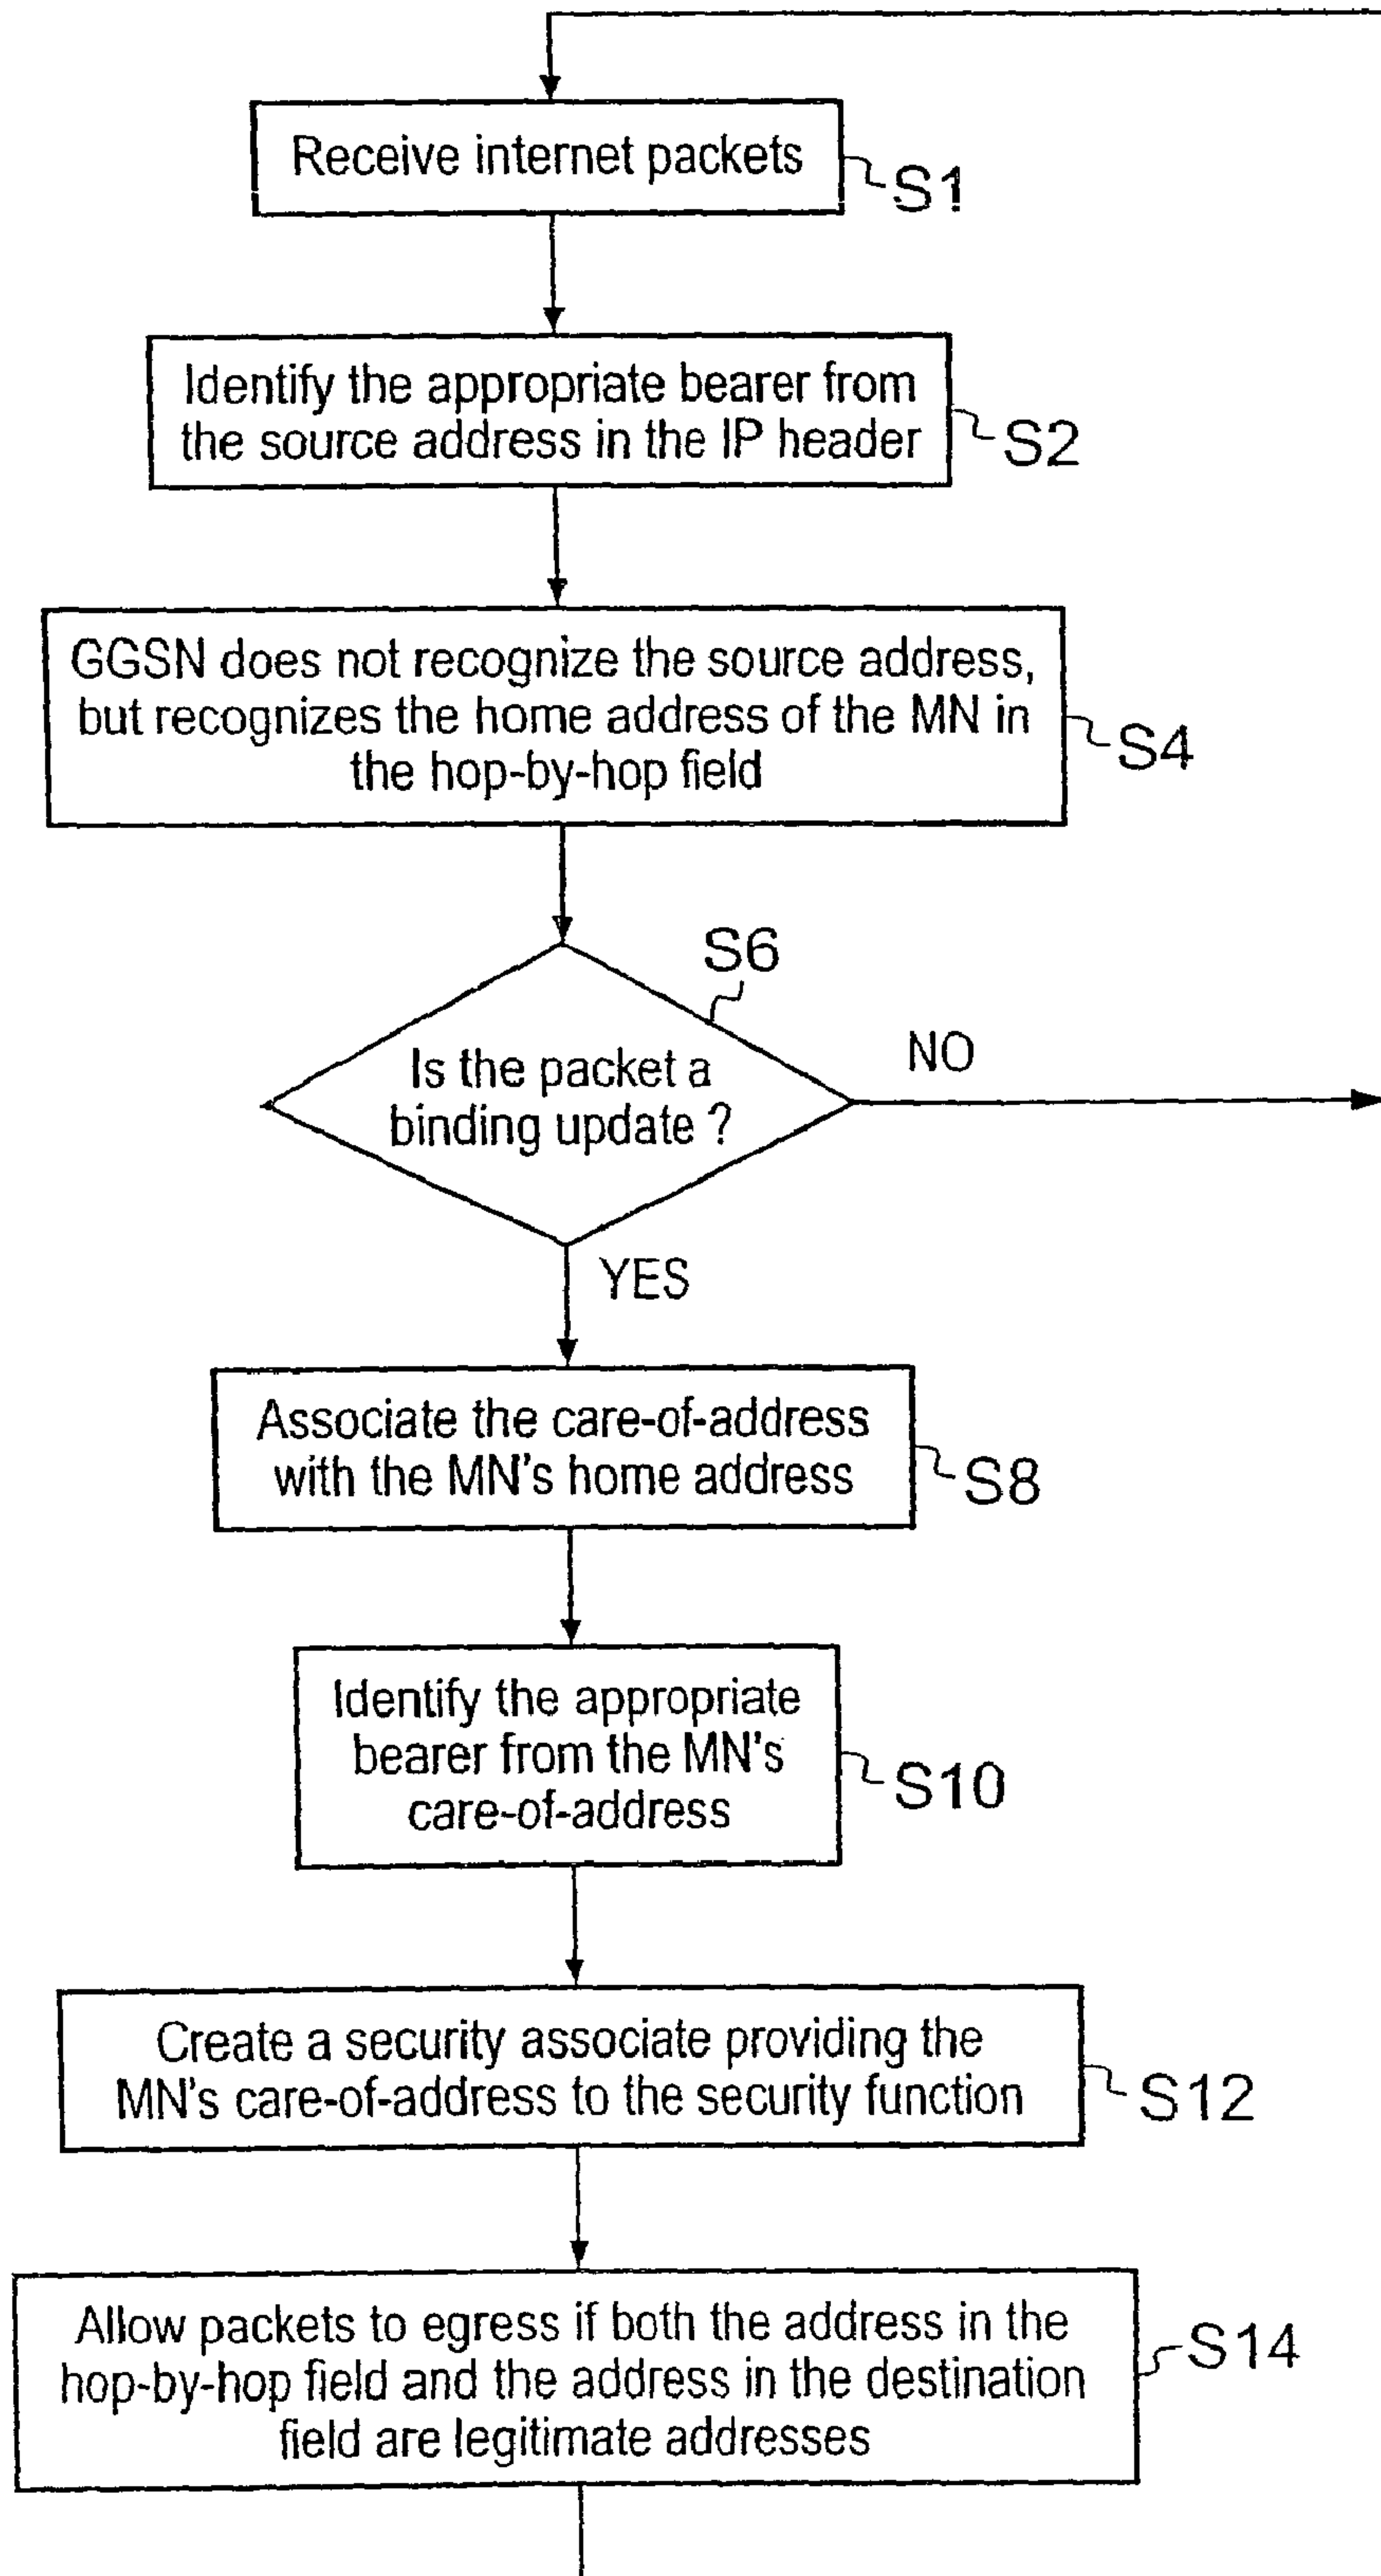 Receive internet packets
S1
Identify the appropriate bearer from
the source address in the IP header
S2
GGSN does not recognize the source address,
but recognizes the home address of the MN in
the hop-by-hop field
S4
S6
Is the packet a
binding update ?
NO
YES
Associate the care-of-address
with the MN's home address
S8
Identify the appropriate
bearer from the MN's
care-of-address
S10
Create a security associate providing the
MN's care-of-address to the security function
S12
Allow packets to egress if both the address in the
hop-by-hop field and the address in the destination
field are legitimate addresses
S14